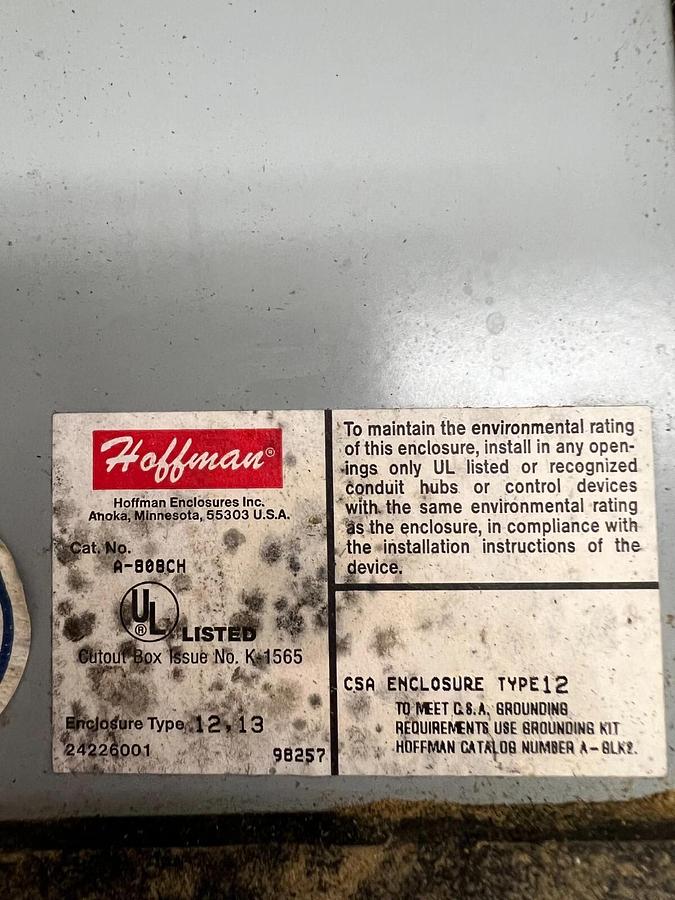 Hoffman®
Hoffman Enclosures Inc.
Anoka, Minnesota, 55303 U.S.A.
Cat. No.
A-808CH
UL
®
LISTED
Cutout Box Issue No. K-1565
Enclosure Type 12,13
24226001
98257
To maintain the environmental rating
of this enclosure, install in any open-
ings only UL listed or recognized
conduit hubs or control devices
with the same environmental rating
as the enclosure, in compliance with
the installation instructions of the
device.
CSA ENCLOSURE TYPE12
TO MEET C.S.A. GROUNDING
REQUIREMENTS USE GROUNDING KIT
HOFFMAN CATALOG NUMBER A-GLK2.